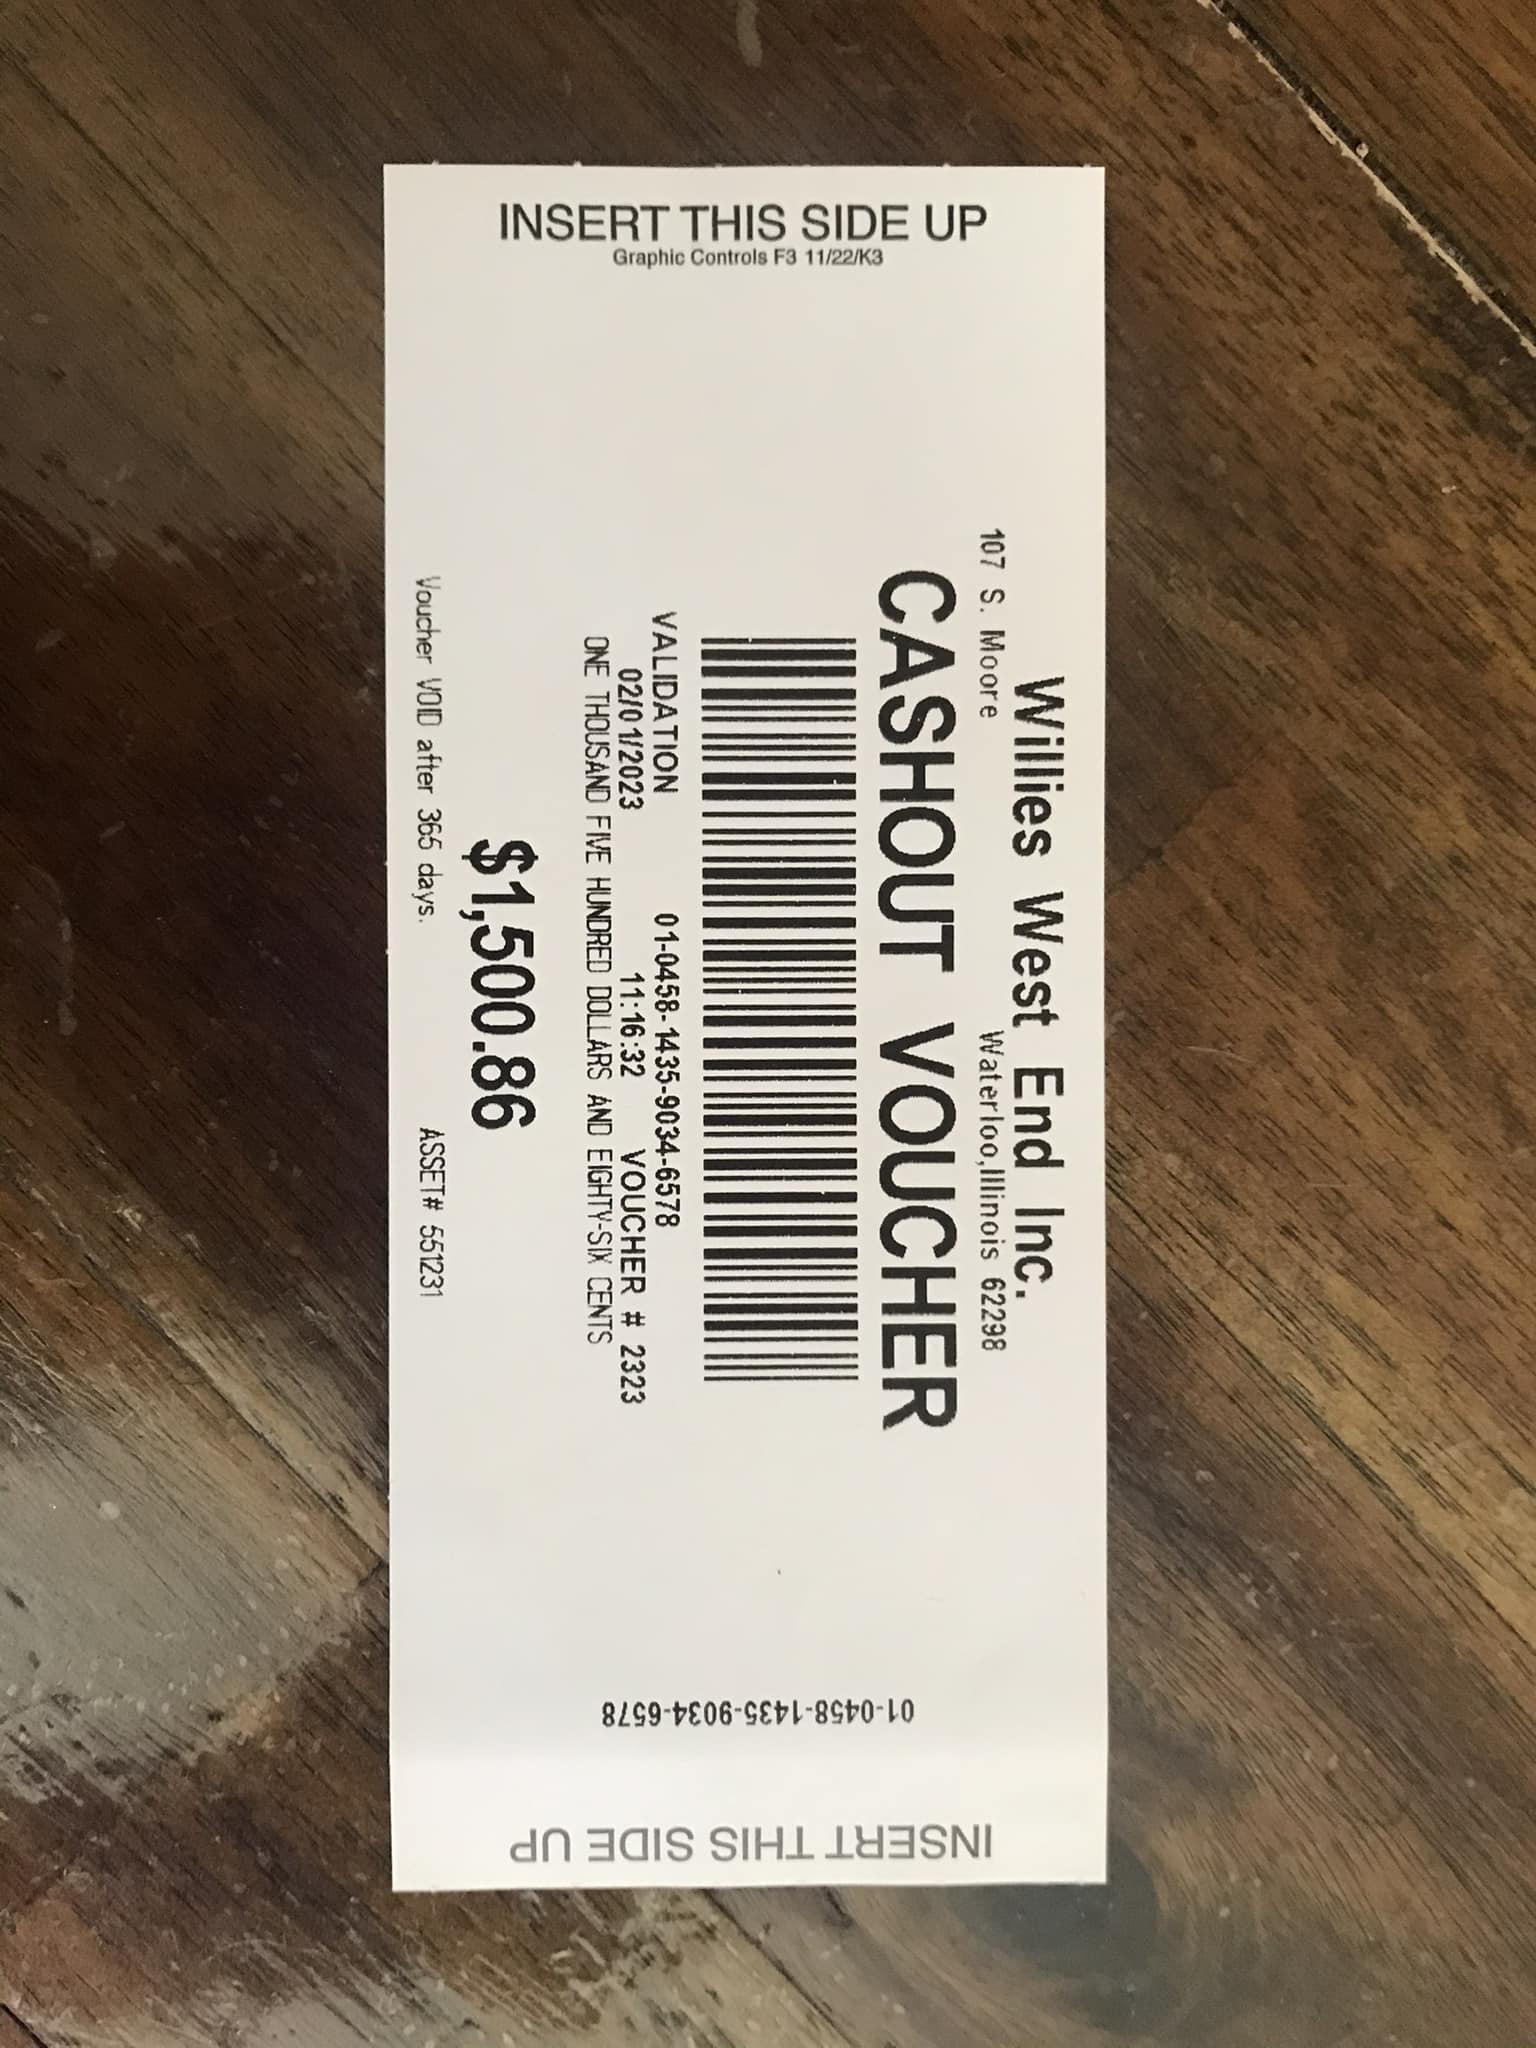 INSERT THIS SIDE UP
Graphic Controls F3 11/22/K3
Willies West End Inc.
107 S. Moore Waterloo,Illinois 62298
CASHOUT VOUCHER
VALIDATION 01-0458-1435-9034-6578
02/01/2023 11:16:32 VOUCHER # 2323
ONE THOUSAND FIVE HUNDRED DOLLARS AND EIGHTY-SIX CENTS
$1,500.86
Voucher VOID after 365 days. ASSET# 551231
01-0458-1435-9034-6578
INSERT THIS SIDE UP